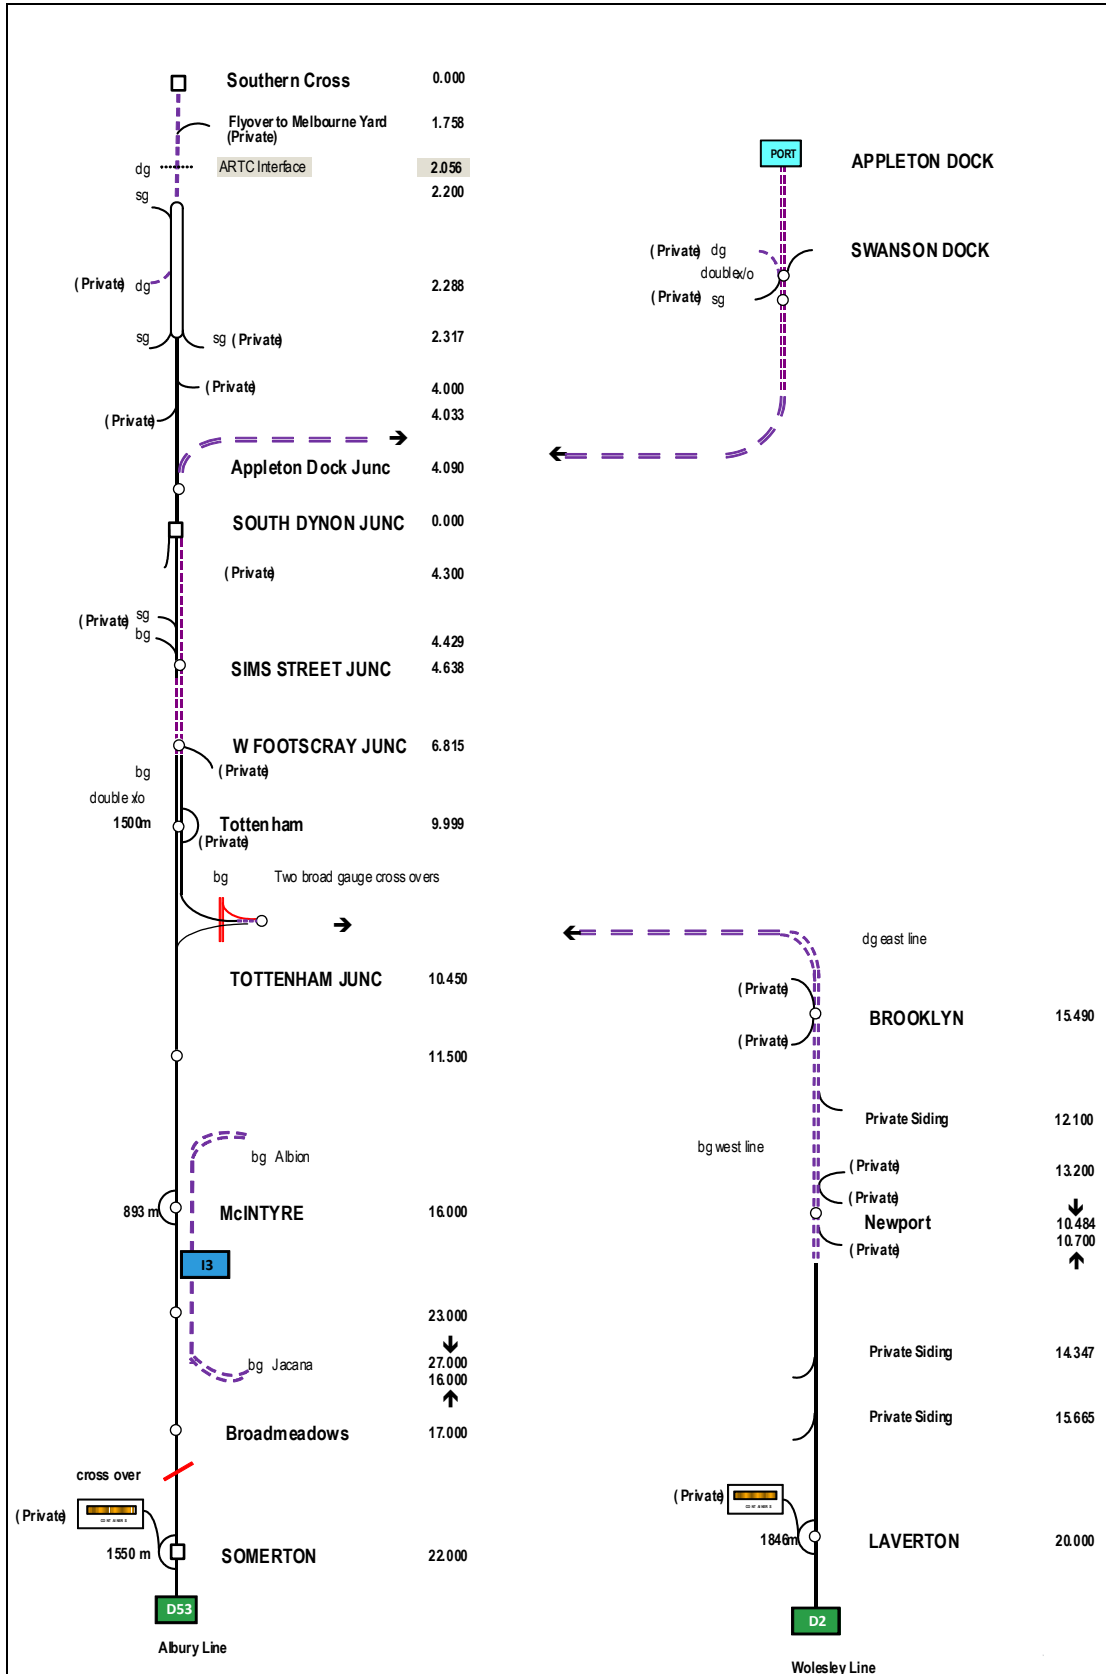 Southern Cross 0.000
Flyover to Melbourne Yard 1.758
(Private)
dg ARTC Interface 2.056
sg 2.200
(Private) dg 2.288
sg sg (Private) 2.317
(Private) 4.000
(Private) 4.033
Appleton Dock Junc 4.090
SOUTH DYNON JUNC 0.000
(Private) 4.300
(Private) sg
bg 4.429
SIMS STREET JUNC 4.638
W FOOTSCRAY JUNC 6.815
bg (Private)
double x/o
1500m Tottenham 9.999
(Private)
bg Two broad gauge cross overs
TOTTENHAM JUNC 10.450
11.500
bg Albion
893 m McINTYRE 16.000
I3
23.000
bg Jacana 27.000
16.000
Broadmeadows 17.000
cross over
(Private)
CONTAINERS
1550 m SOMERTON 22.000
D53
Albury Line
PORT APPLETON DOCK
(Private) dg SWANSON DOCK
double x/o
(Private) sg
dg east line
(Private)
BROOKLYN 15.490
(Private)
Private Siding 12.100
bg west line
(Private) 13.200
(Private)
Newport 10.484
10.700
(Private)
Private Siding 14.347
Private Siding 15.665
(Private)
CONTAINERS
1846m LAVERTON 20.000
D2
Wolesley Line